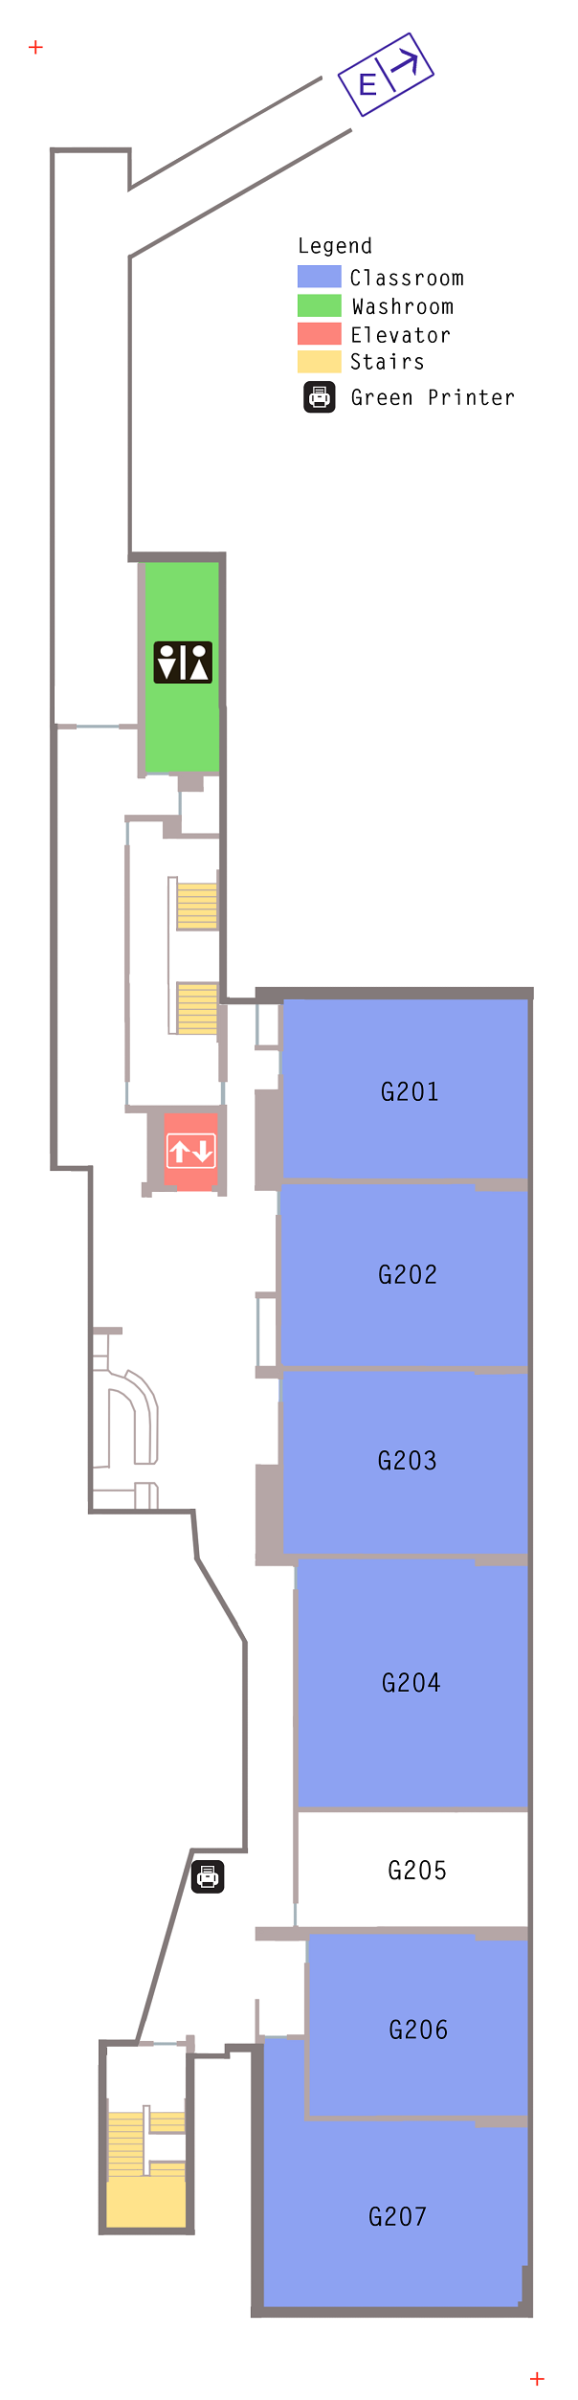 E
Legend
Classroom
Washroom
Elevator
Stairs
Green Printer
G201
G202
G203
G204
G205
G206
G207